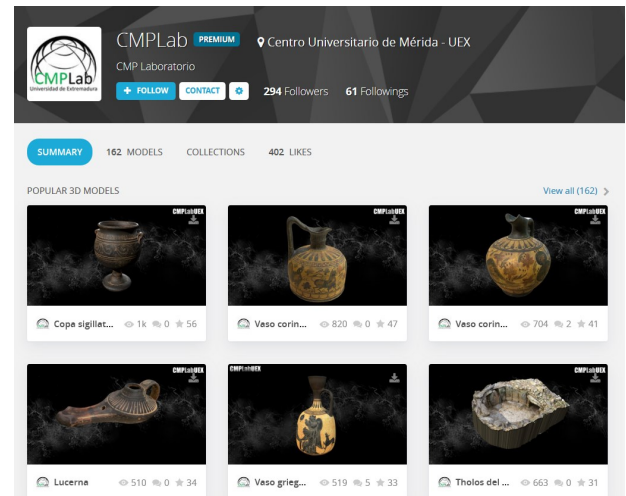 CMPLab PREMIUM Centro Universitario de Mérida - UEX
CMP Laboratorio
+ FOLLOW CONTACT 294 Followers 61 Followings
CMPLab
Universidad de Extremadura
SUMMARY 162 MODELS COLLECTIONS 402 LIKES
POPULAR 3D MODELS View all (162) >
CMPLabUEX
CMPLabUEX
CMPLabUEX
Copa sigillat... 1k 0 56
Vaso corin... 820 0 47
Vaso corin... 704 2 41
CMPLabUEX
CMPLabUEX
CMPLabUEX
Lucerna 510 0 34
Vaso grieg... 519 5 33
Tholos del ... 663 0 31